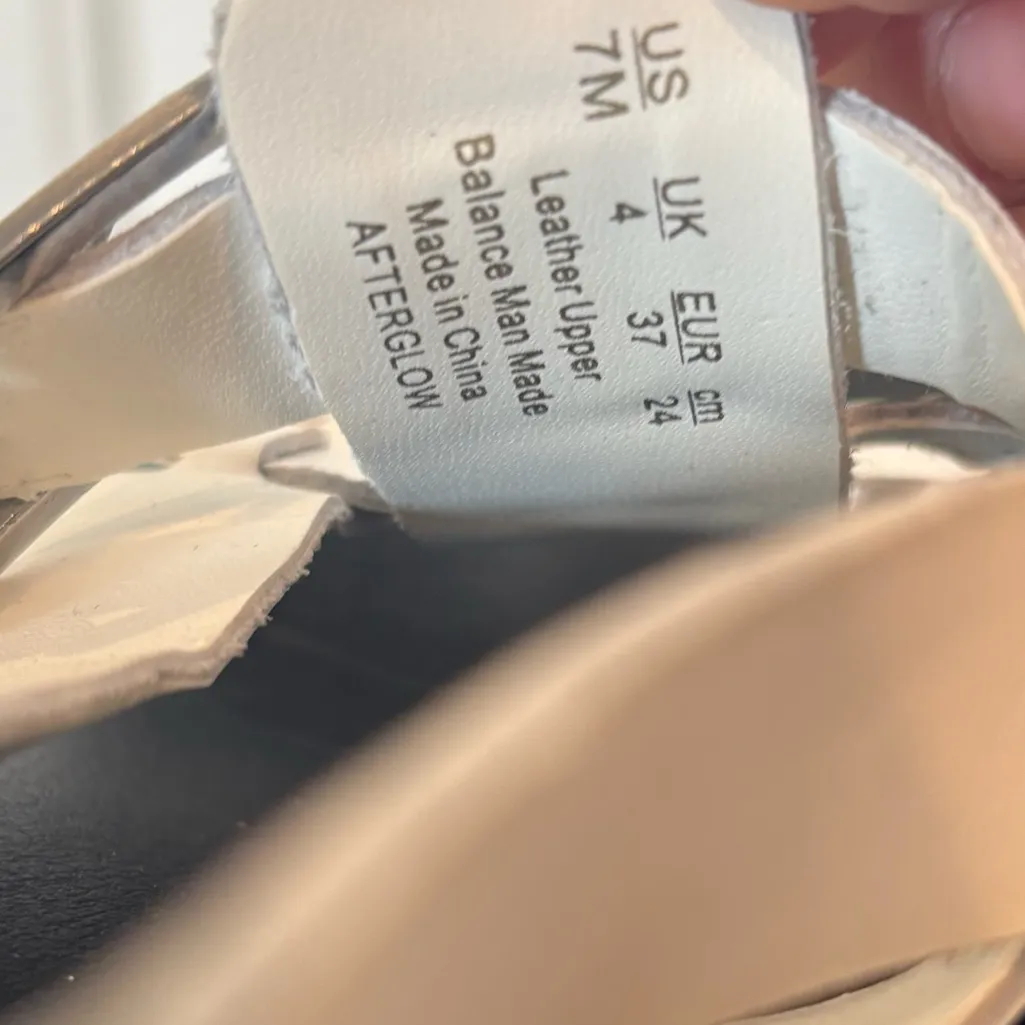 US UK EUR cm
7M 4 37 24
Leather Upper
Balance Man Made
Made in China
AFTERGLOW